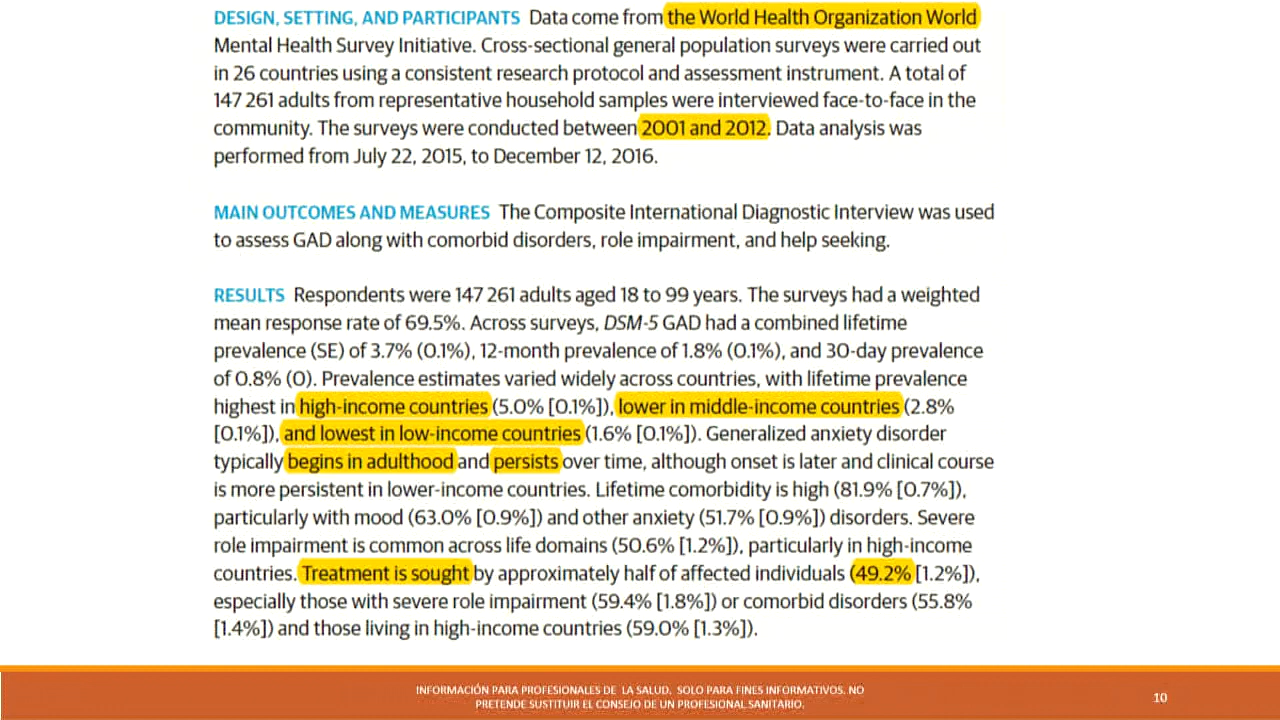 DESIGN, SETTING, AND PARTICIPANTS Data come from the World Health Organization World
Mental Health Survey Initiative. Cross-sectional general population surveys were carried out
in 26 countries using a consistent research protocol and assessment instrument. A total of
147 261 adults from representative household samples were interviewed face-to-face in the
community. The surveys were conducted between 2001 and 2012. Data analysis was
performed from July 22, 2015, to December 12, 2016.
MAIN OUTCOMES AND MEASURES The Composite International Diagnostic Interview was used
to assess GAD along with comorbid disorders, role impairment, and help seeking.
RESULTS Respondents were 147 261 adults aged 18 to 99 years. The surveys had a weighted
mean response rate of 69.5%. Across surveys, DSM-5 GAD had a combined lifetime
prevalence (SE) of 3.7% (0.1%), 12-month prevalence of 1.8% (0.1%), and 30-day prevalence
of 0.8% (0). Prevalence estimates varied widely across countries, with lifetime prevalence
highest in high-income countries (5.0% [0.1%]), lower in middle-income countries (2.8%
[0.1%]), and lowest in low-income countries (1.6% [0.1%]). Generalized anxiety disorder
typically begins in adulthood and persists over time, although onset is later and clinical course
is more persistent in lower-income countries. Lifetime comorbidity is high (81.9% [0.7%]),
particularly with mood (63.0% [0.9%]) and other anxiety (51.7% [0.9%]) disorders. Severe
role impairment is common across life domains (50.6% [1.2%]), particularly in high-income
countries. Treatment is sought by approximately half of affected individuals (49.2% [1.2%]),
especially those with severe role impairment (59.4% [1.8%]) or comorbid disorders (55.8%
[1.4%]) and those living in high-income countries (59.0% [1.3%]).
INFORMACIÓN PARA PROFESIONALES DE LA SALUD. SOLO PARA FINES INFORMATIVOS. NO
PRETENDE SUSTITUIR EL CONSEJO DE UN PROFESIONAL SANITARIO.
10